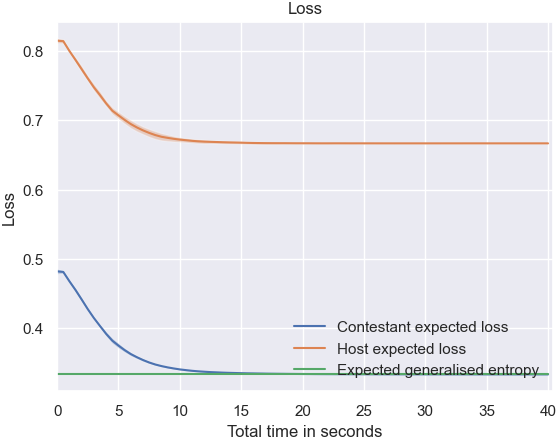 Loss
0.8
0.7
0.6
0.5
0.4
Loss
Contestant expected loss
Host expected loss
Expected generalised entropy
0 5 10 15 20 25 30 35 40
Total time in seconds